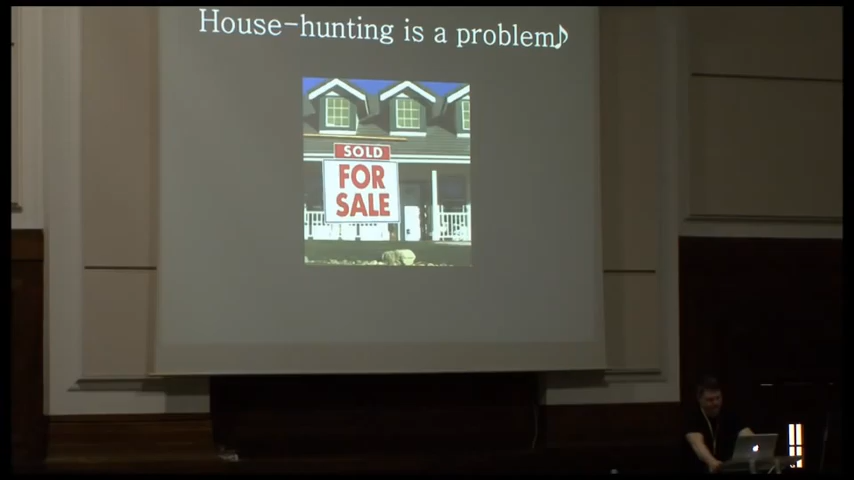 House-hunting is a problem♪
SOLD
FOR
SALE